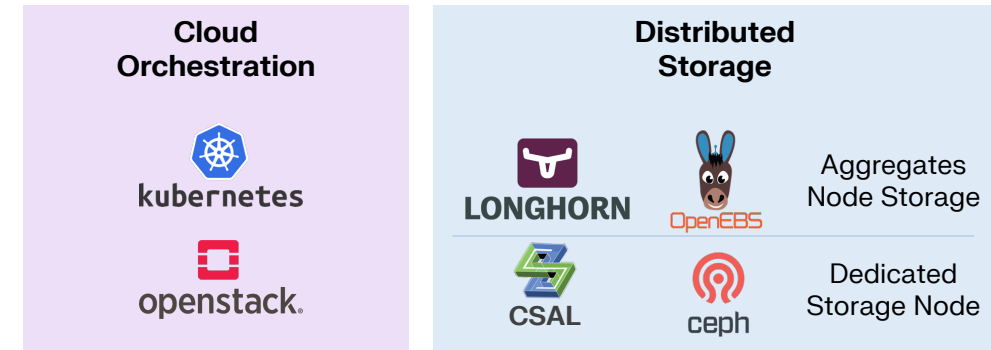 Cloud
Orchestration
kubernetes
openstack.
Distributed
Storage
LONGHORN
OpenEBS
Aggregates
Node Storage
CSAL
ceph
Dedicated
Storage Node